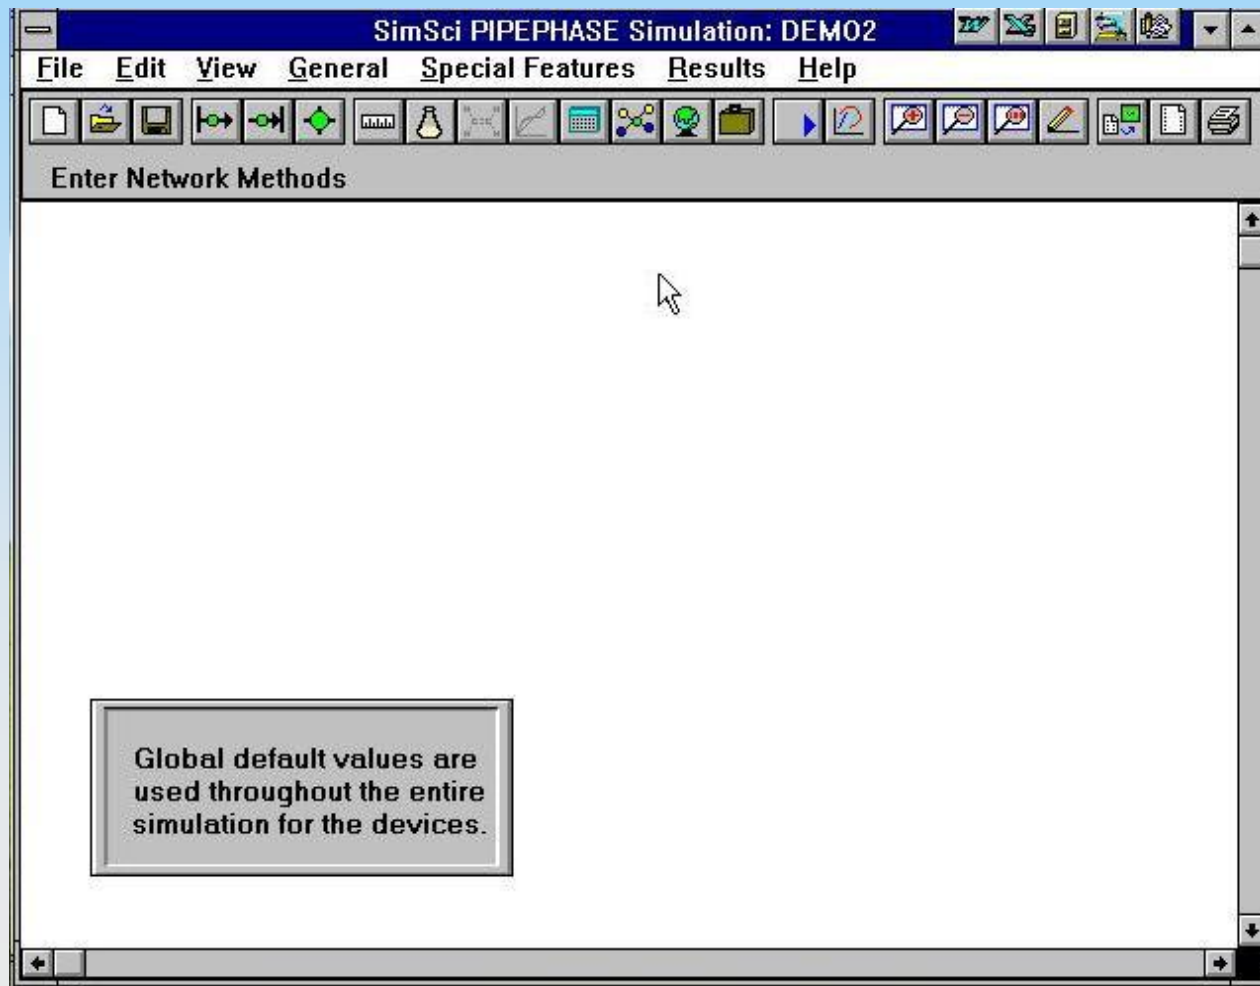 SimSci PIPEPHASE Simulation: DEMO2
File Edit View General Special Features Results Help
Enter Network Methods
Global default values are
used throughout the entire
simulation for the devices.